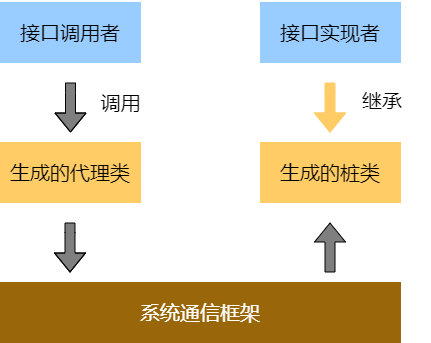 接口调用者
接口实现者
调用
继承
生成的代理类
生成的桩类
系统通信框架